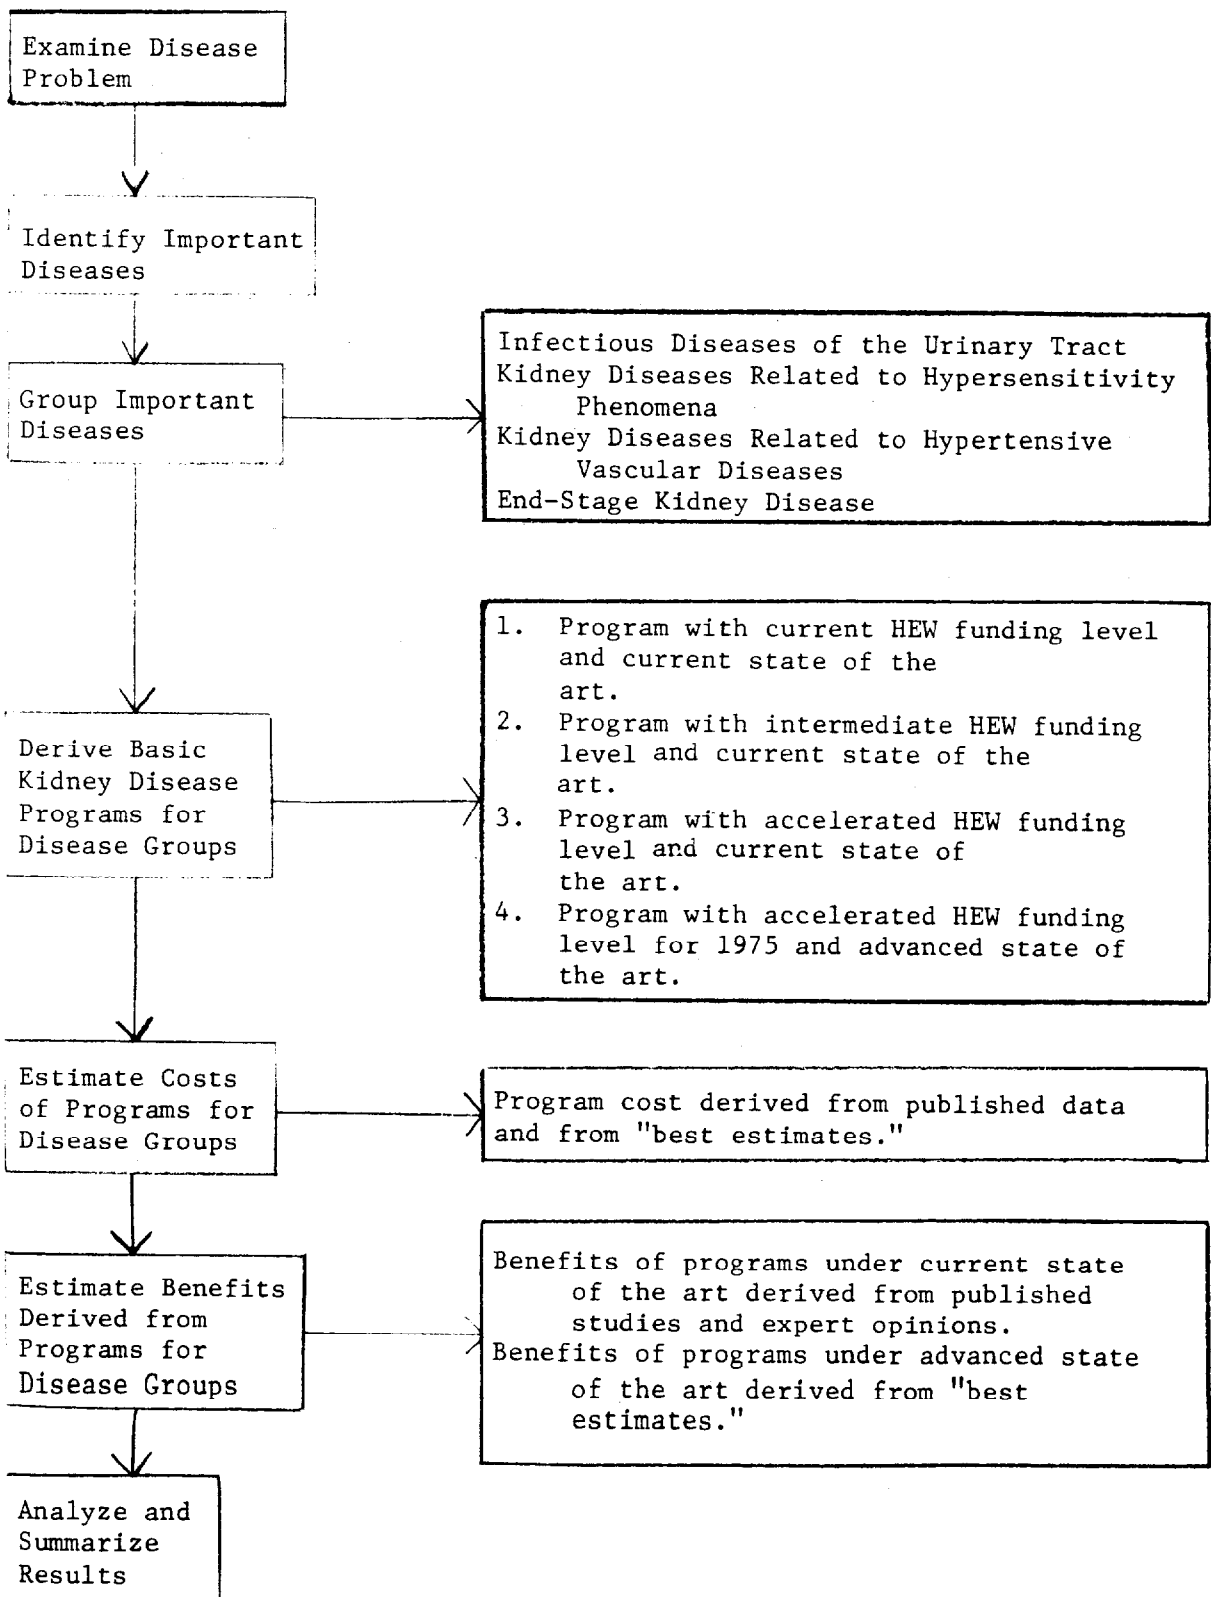 Examine Disease
Problem
Identify Important
Diseases
Group Important
Diseases
Infectious Diseases of the Urinary Tract
Kidney Diseases Related to Hypersensitivity
Phenomena
Kidney Diseases Related to Hypertensive
Vascular Diseases
End-Stage Kidney Disease
Derive Basic
Kidney Disease
Programs for
Disease Groups
1. Program with current HEW funding level
and current state of the
art.
2. Program with intermediate HEW funding
level and current state of the
art.
3. Program with accelerated HEW funding
level and current state of
the art.
4. Program with accelerated HEW funding
level for 1975 and advanced state of
the art.
Estimate Costs
of Programs for
Disease Groups
Program cost derived from published data
and from "best estimates."
Estimate Benefits
Derived from
Programs for
Disease Groups
Benefits of programs under current state
of the art derived from published
studies and expert opinions.
Benefits of programs under advanced state
of the art derived from "best
estimates."
Analyze and
Summarize
Results